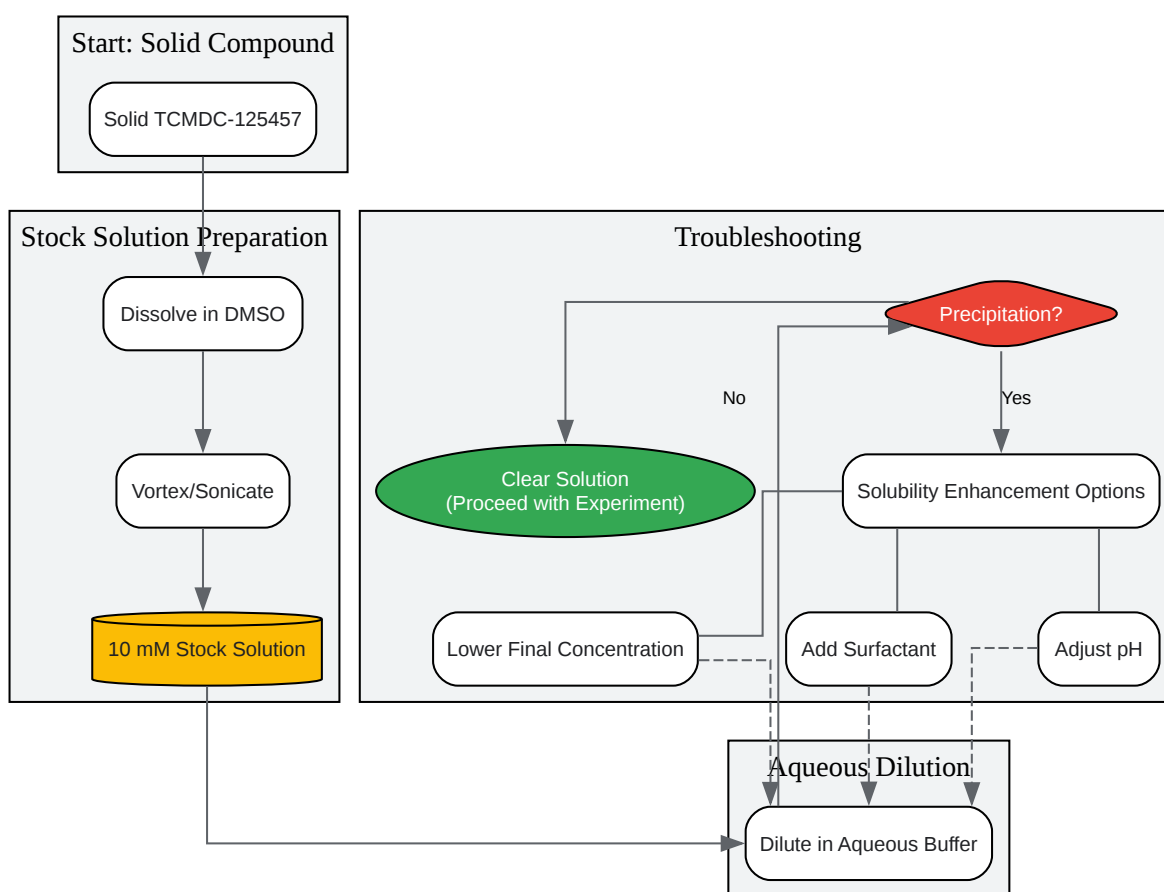 Start: Solid Compound
Solid TCMDC-125457
Stock Solution Preparation
Dissolve in DMSO
Vortex/Sonicate
10 mM Stock Solution
Troubleshooting
Precipitation?
No
Yes
Clear Solution
(Proceed with Experiment)
Solubility Enhancement Options
Lower Final Concentration
Add Surfactant
Adjust pH
Aqueous Dilution
Dilute in Aqueous Buffer